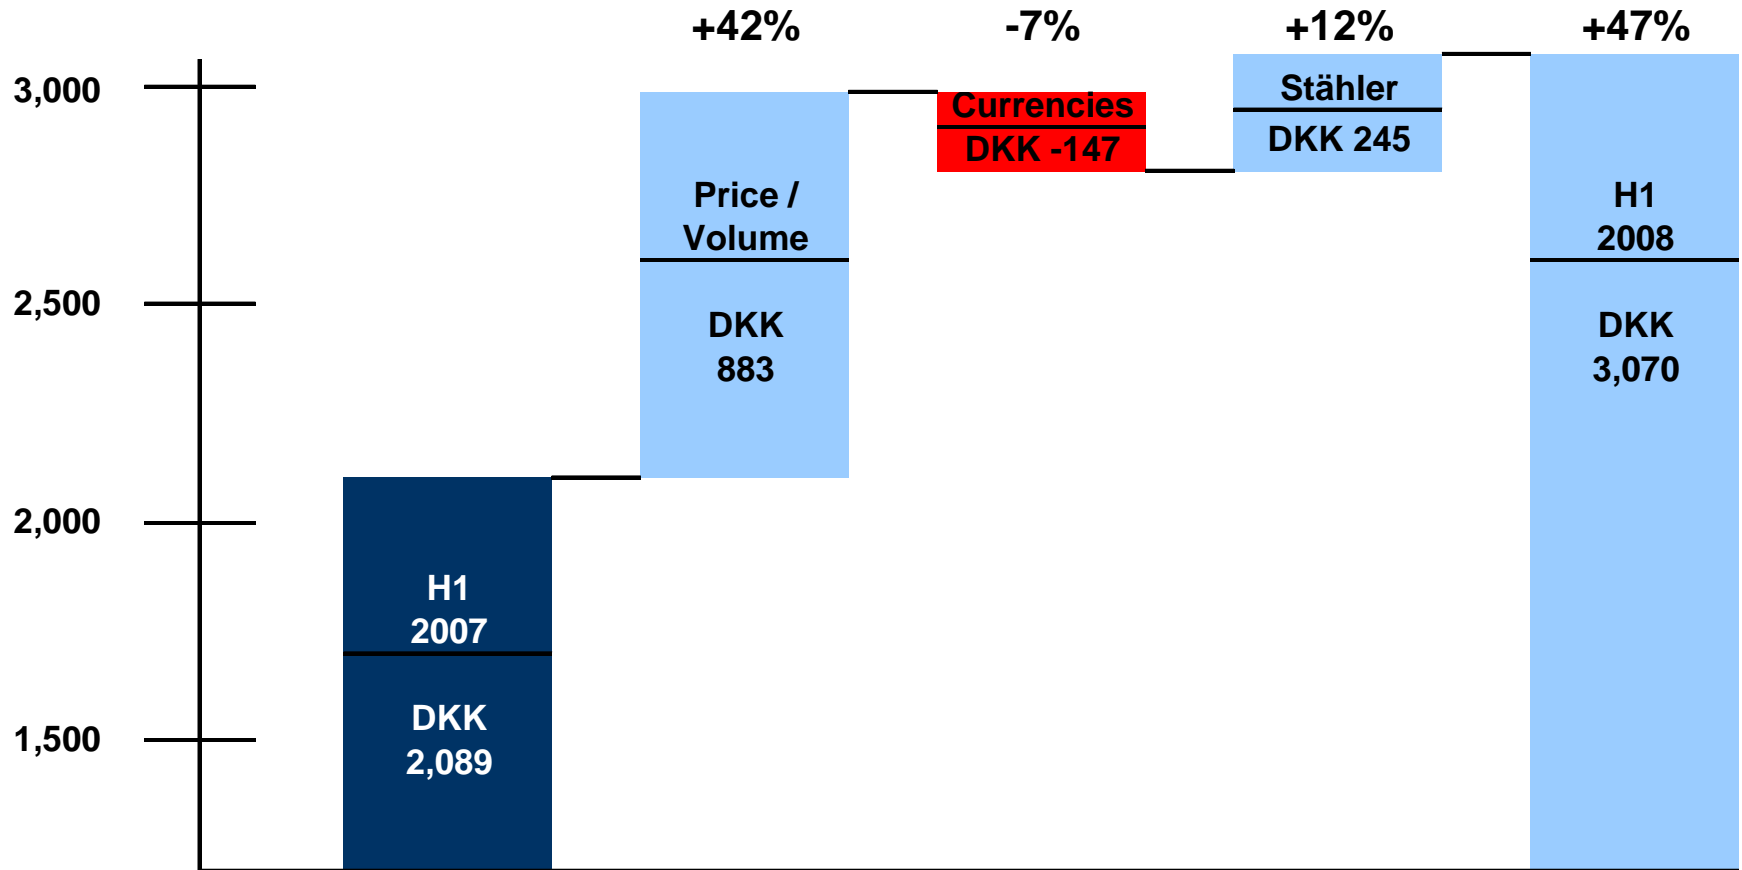 +42%
-7%
+12%
+47%
3,000
2,500
2,000
1,500
H1
2007
DKK
2,089
Price /
Volume
DKK
883
Currencies
DKK -147
Stähler
DKK 245
H1
2008
DKK
3,070